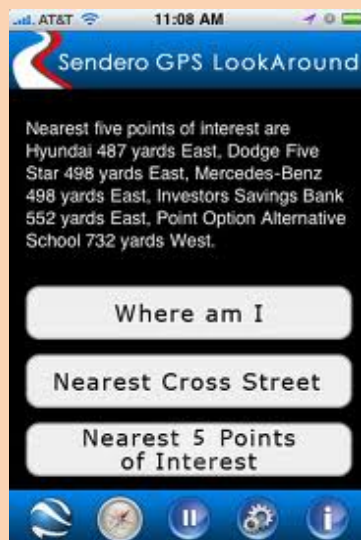 AT&T 11:08 AM
Sendero GPS LookAround
Nearest five points of interest are
Hyundai 487 yards East, Dodge Five
Star 498 yards East, Mercedes-Benz
498 yards East, Investors Savings Bank
552 yards East, Point Option Alternative
School 732 yards West.
Where am I
Nearest Cross Street
Nearest 5 Points
of Interest